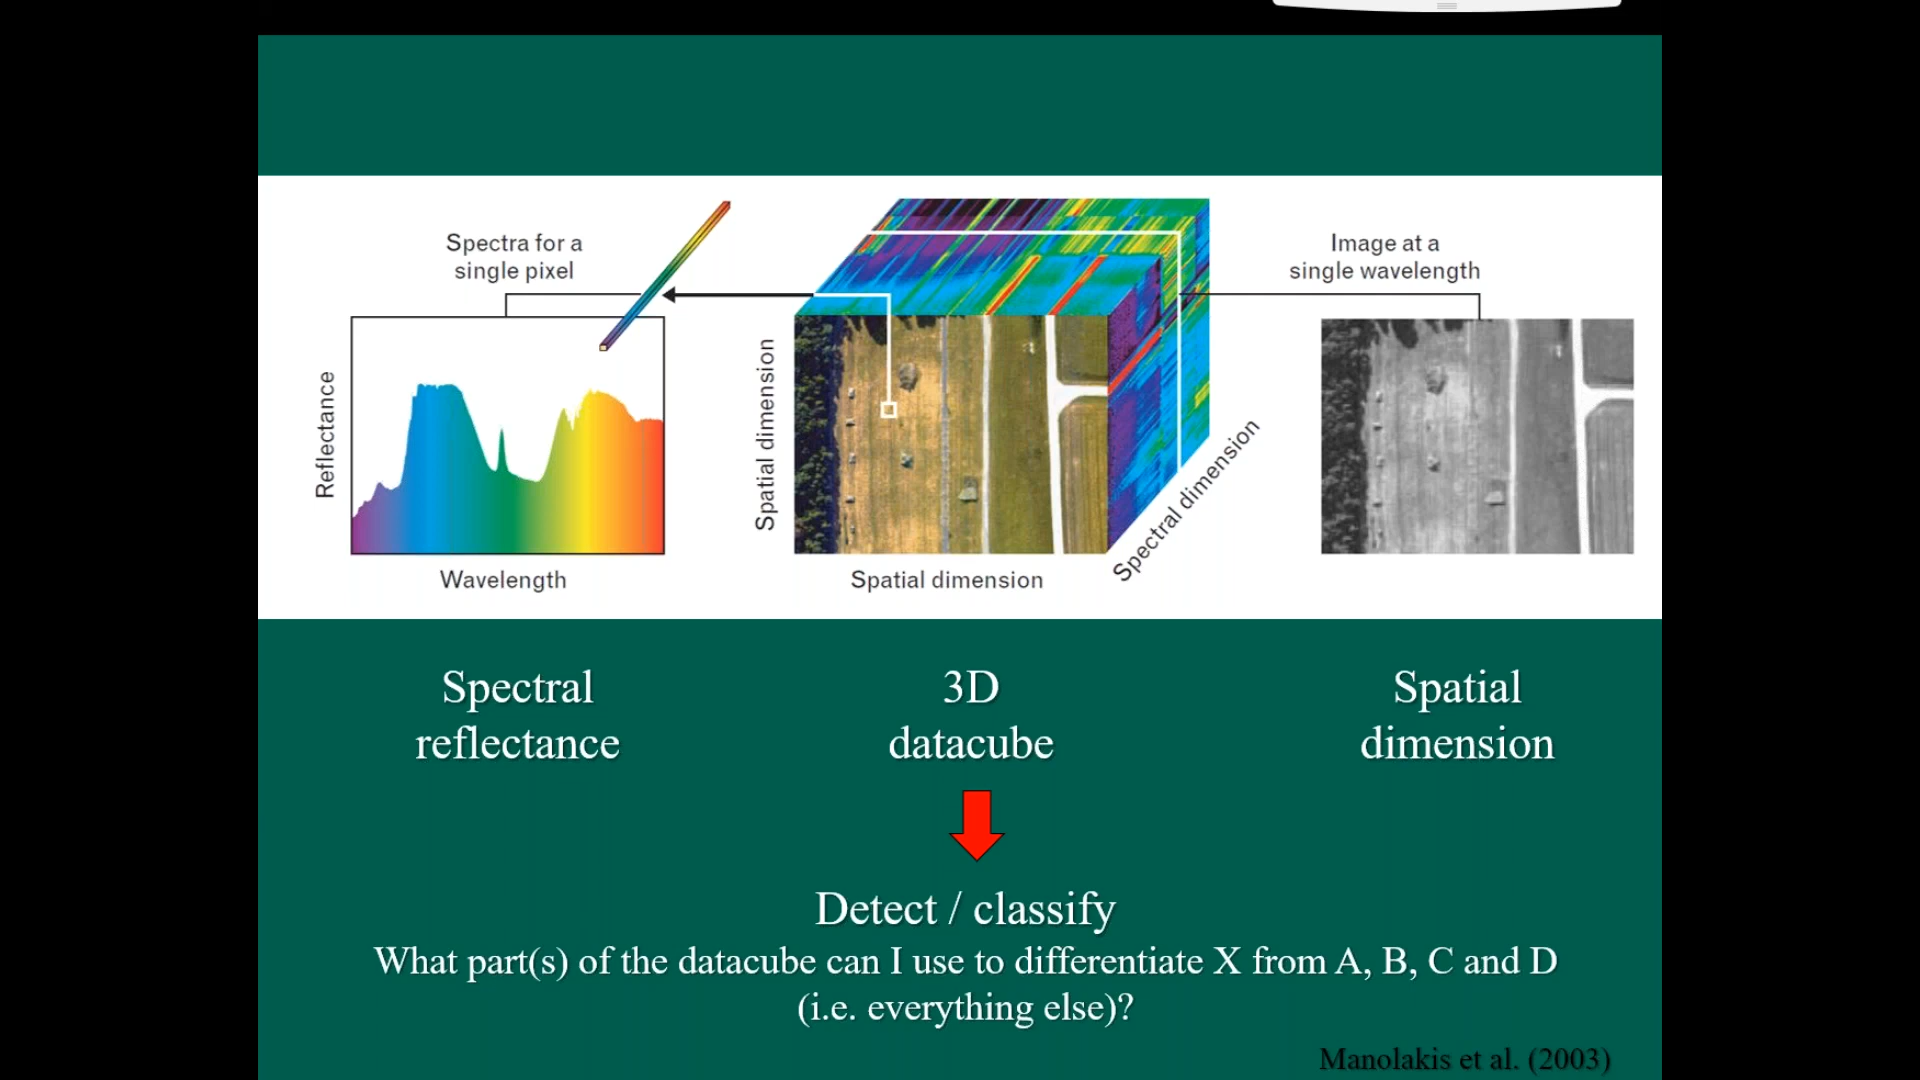 Spectra for a
single pixel
Reflectance
Wavelength
Spatial dimension
Spatial dimension
Spectral dimension
Image at a
single wavelength
Spectral
reflectance
3D
datacube
Spatial
dimension
Detect / classify
What part(s) of the datacube can I use to differentiate X from A, B, C and D
(i.e. everything else)?
Manolakis et al. (2003)